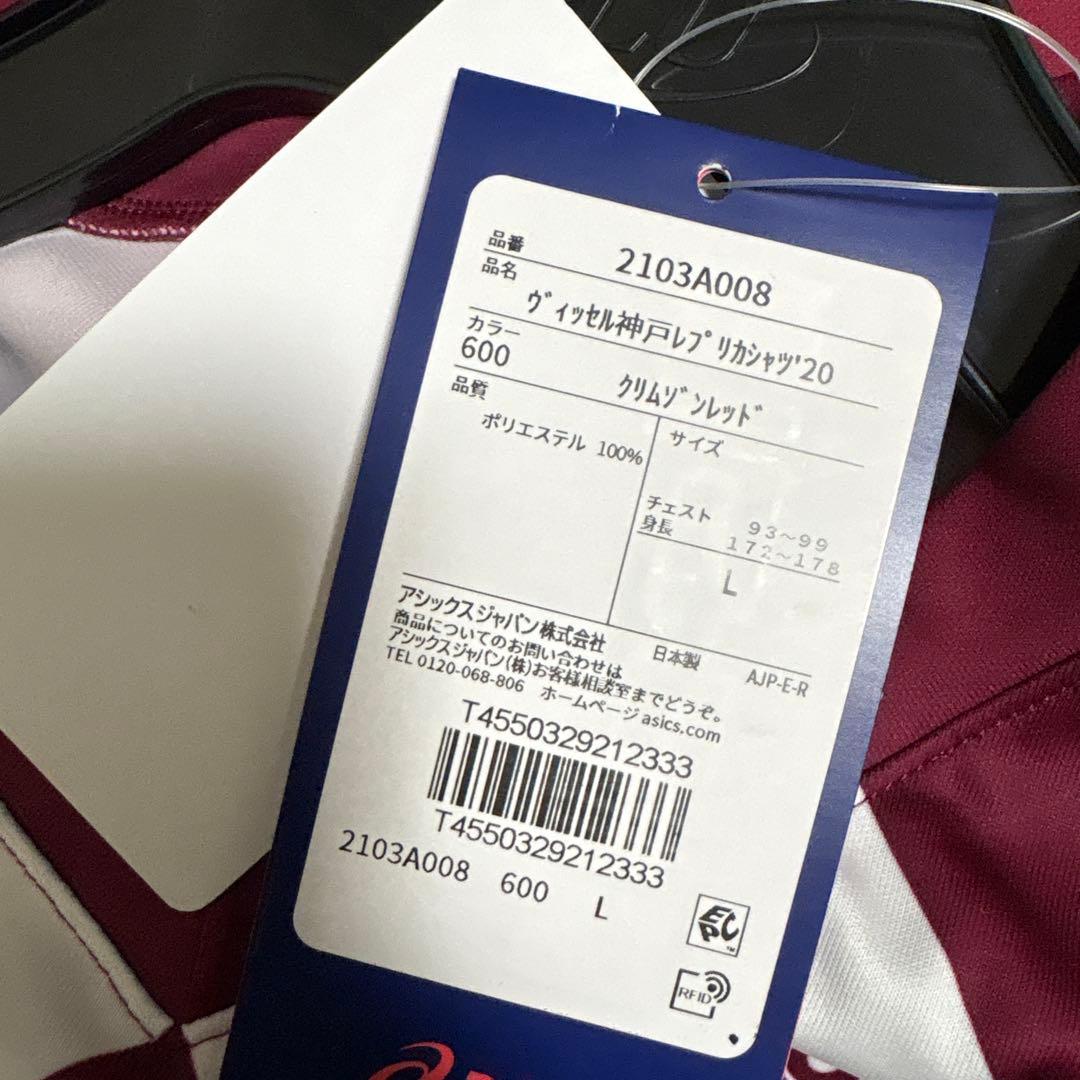 品番 2103A008
品名
ｳﾞｨｯｾﾙ神戸ﾚﾌﾟﾘｶｼｬﾂ'20
カラー
600 ｸﾘﾑｿﾞﾝﾚｯﾄﾞ
品質
ポリエステル 100%
サイズ
チェスト 93～99
身長 172～178
L
アシックスジャパン株式会社
商品についてのお問い合わせは
アシックスジャパン(株)お客様相談室までどうぞ。
TEL 0120-068-806 ホームページ asics.com
日本製 AJP-E-R
T4550329212333
T4550329212333
2103A008 600 L
EPC
TM
RFID